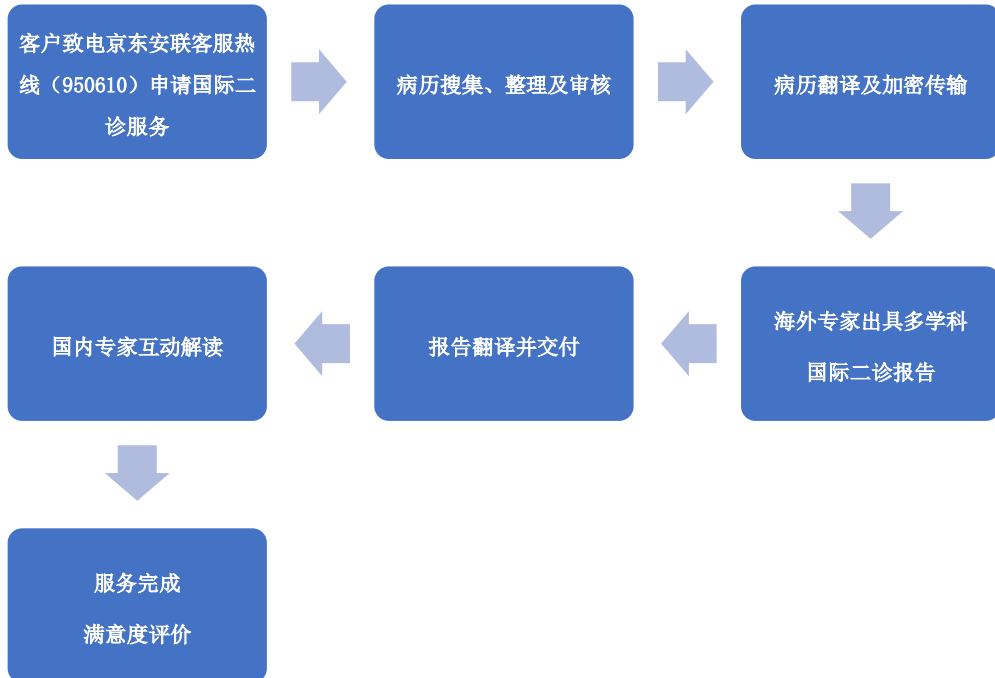 客户致电京东安联客服热
线（950610）申请国际二
诊服务
病历搜集、整理及审核
病历翻译及加密传输
海外专家出具多学科
国际二诊报告
报告翻译并交付
国内专家互动解读
服务完成
满意度评价